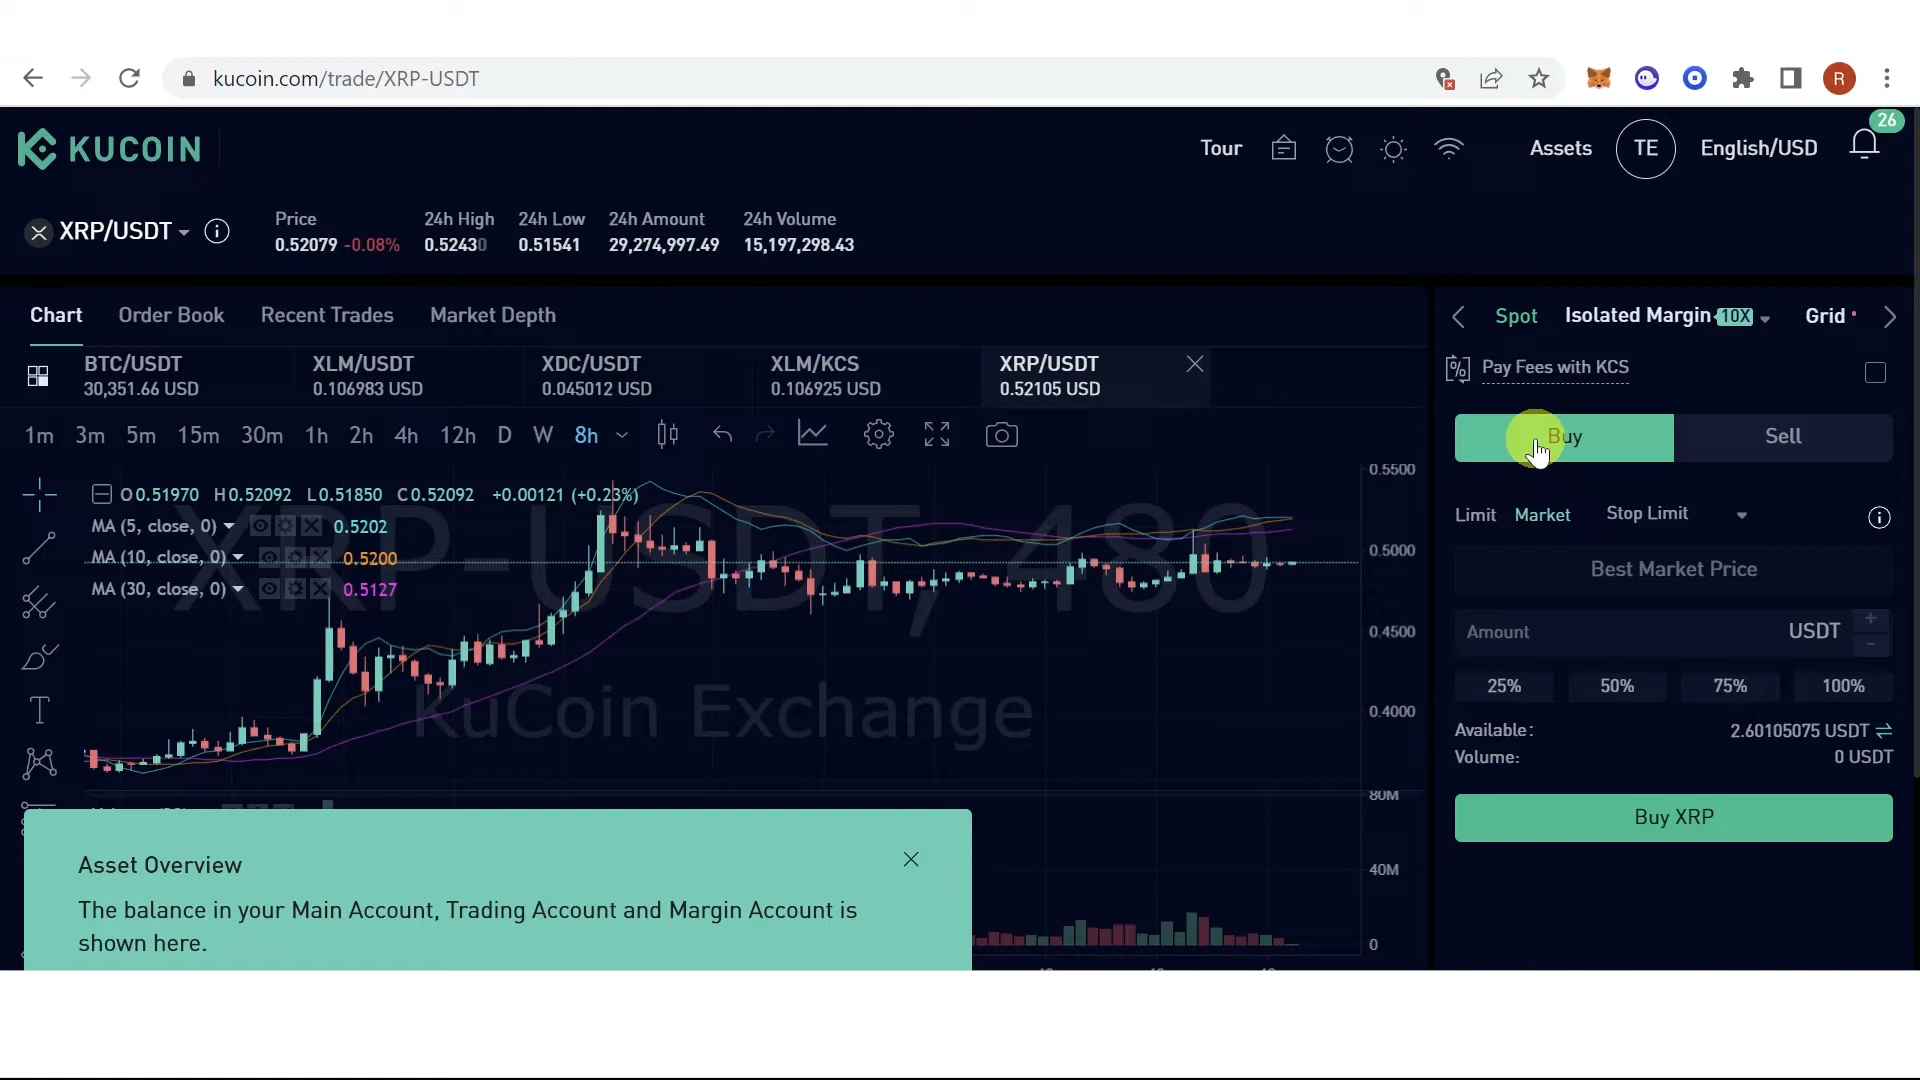 kucoin.com/trade/XRP-USDT
R
KUCOIN
Tour
Assets
TE
English/USD
26
XRP/USDT
Price
0.52079 -0.08%
24h High
0.52430
24h Low
0.51541
24h Amount
29,274,997.49
24h Volume
15,197,298.43
Chart Order Book Recent Trades Market Depth
BTC/USDT
30,351.66 USD
XLM/USDT
0.106983 USD
XDC/USDT
0.045012 USD
XLM/KCS
0.106925 USD
XRP/USDT
0.52105 USD
1m 3m 5m 15m 30m 1h 2h 4h 12h D W 8h
O0.51970 H0.52092 L0.51850 C0.52092 +0.00121 (+0.23%)
MA (5, close, 0) 0.5202
MA (10, close, 0) 0.5200
MA (30, close, 0) 0.5127
XRP-USDT, 480
KuCoin Exchange
0.5500
0.5000
0.4500
0.4000
80M
40M
0
Asset Overview
The balance in your Main Account, Trading Account and Margin Account is
shown here.
Spot Isolated Margin 10X Grid
Pay Fees with KCS
Buy Sell
Limit Market Stop Limit
Best Market Price
Amount USDT
25% 50% 75% 100%
Available: 2.60105075 USDT
Volume: 0 USDT
Buy XRP